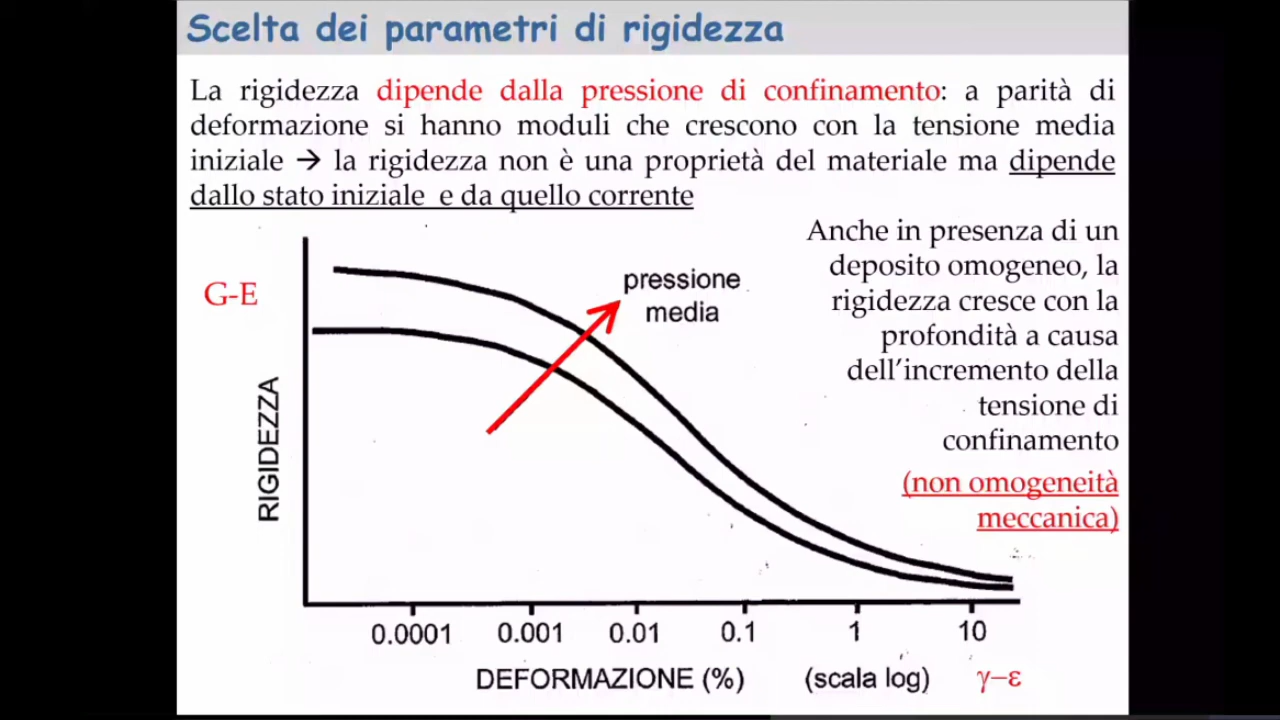 Scelta dei parametri di rigidezza
La rigidezza dipende dalla pressione di confinamento: a parità di
deformazione si hanno moduli che crescono con la tensione media
iniziale → la rigidezza non è una proprietà del materiale ma dipende
dallo stato iniziale e da quello corrente
Anche in presenza di un
deposito omogeneo, la
rigidezza cresce con la
profondità a causa
dell'incremento della
tensione di
confinamento
(non omogeneità
meccanica)
G-E
pressione
media
RIGIDEZZA
0.0001 0.001 0.01 0.1 1 10
DEFORMAZIONE (%) (scala log) γ−ε